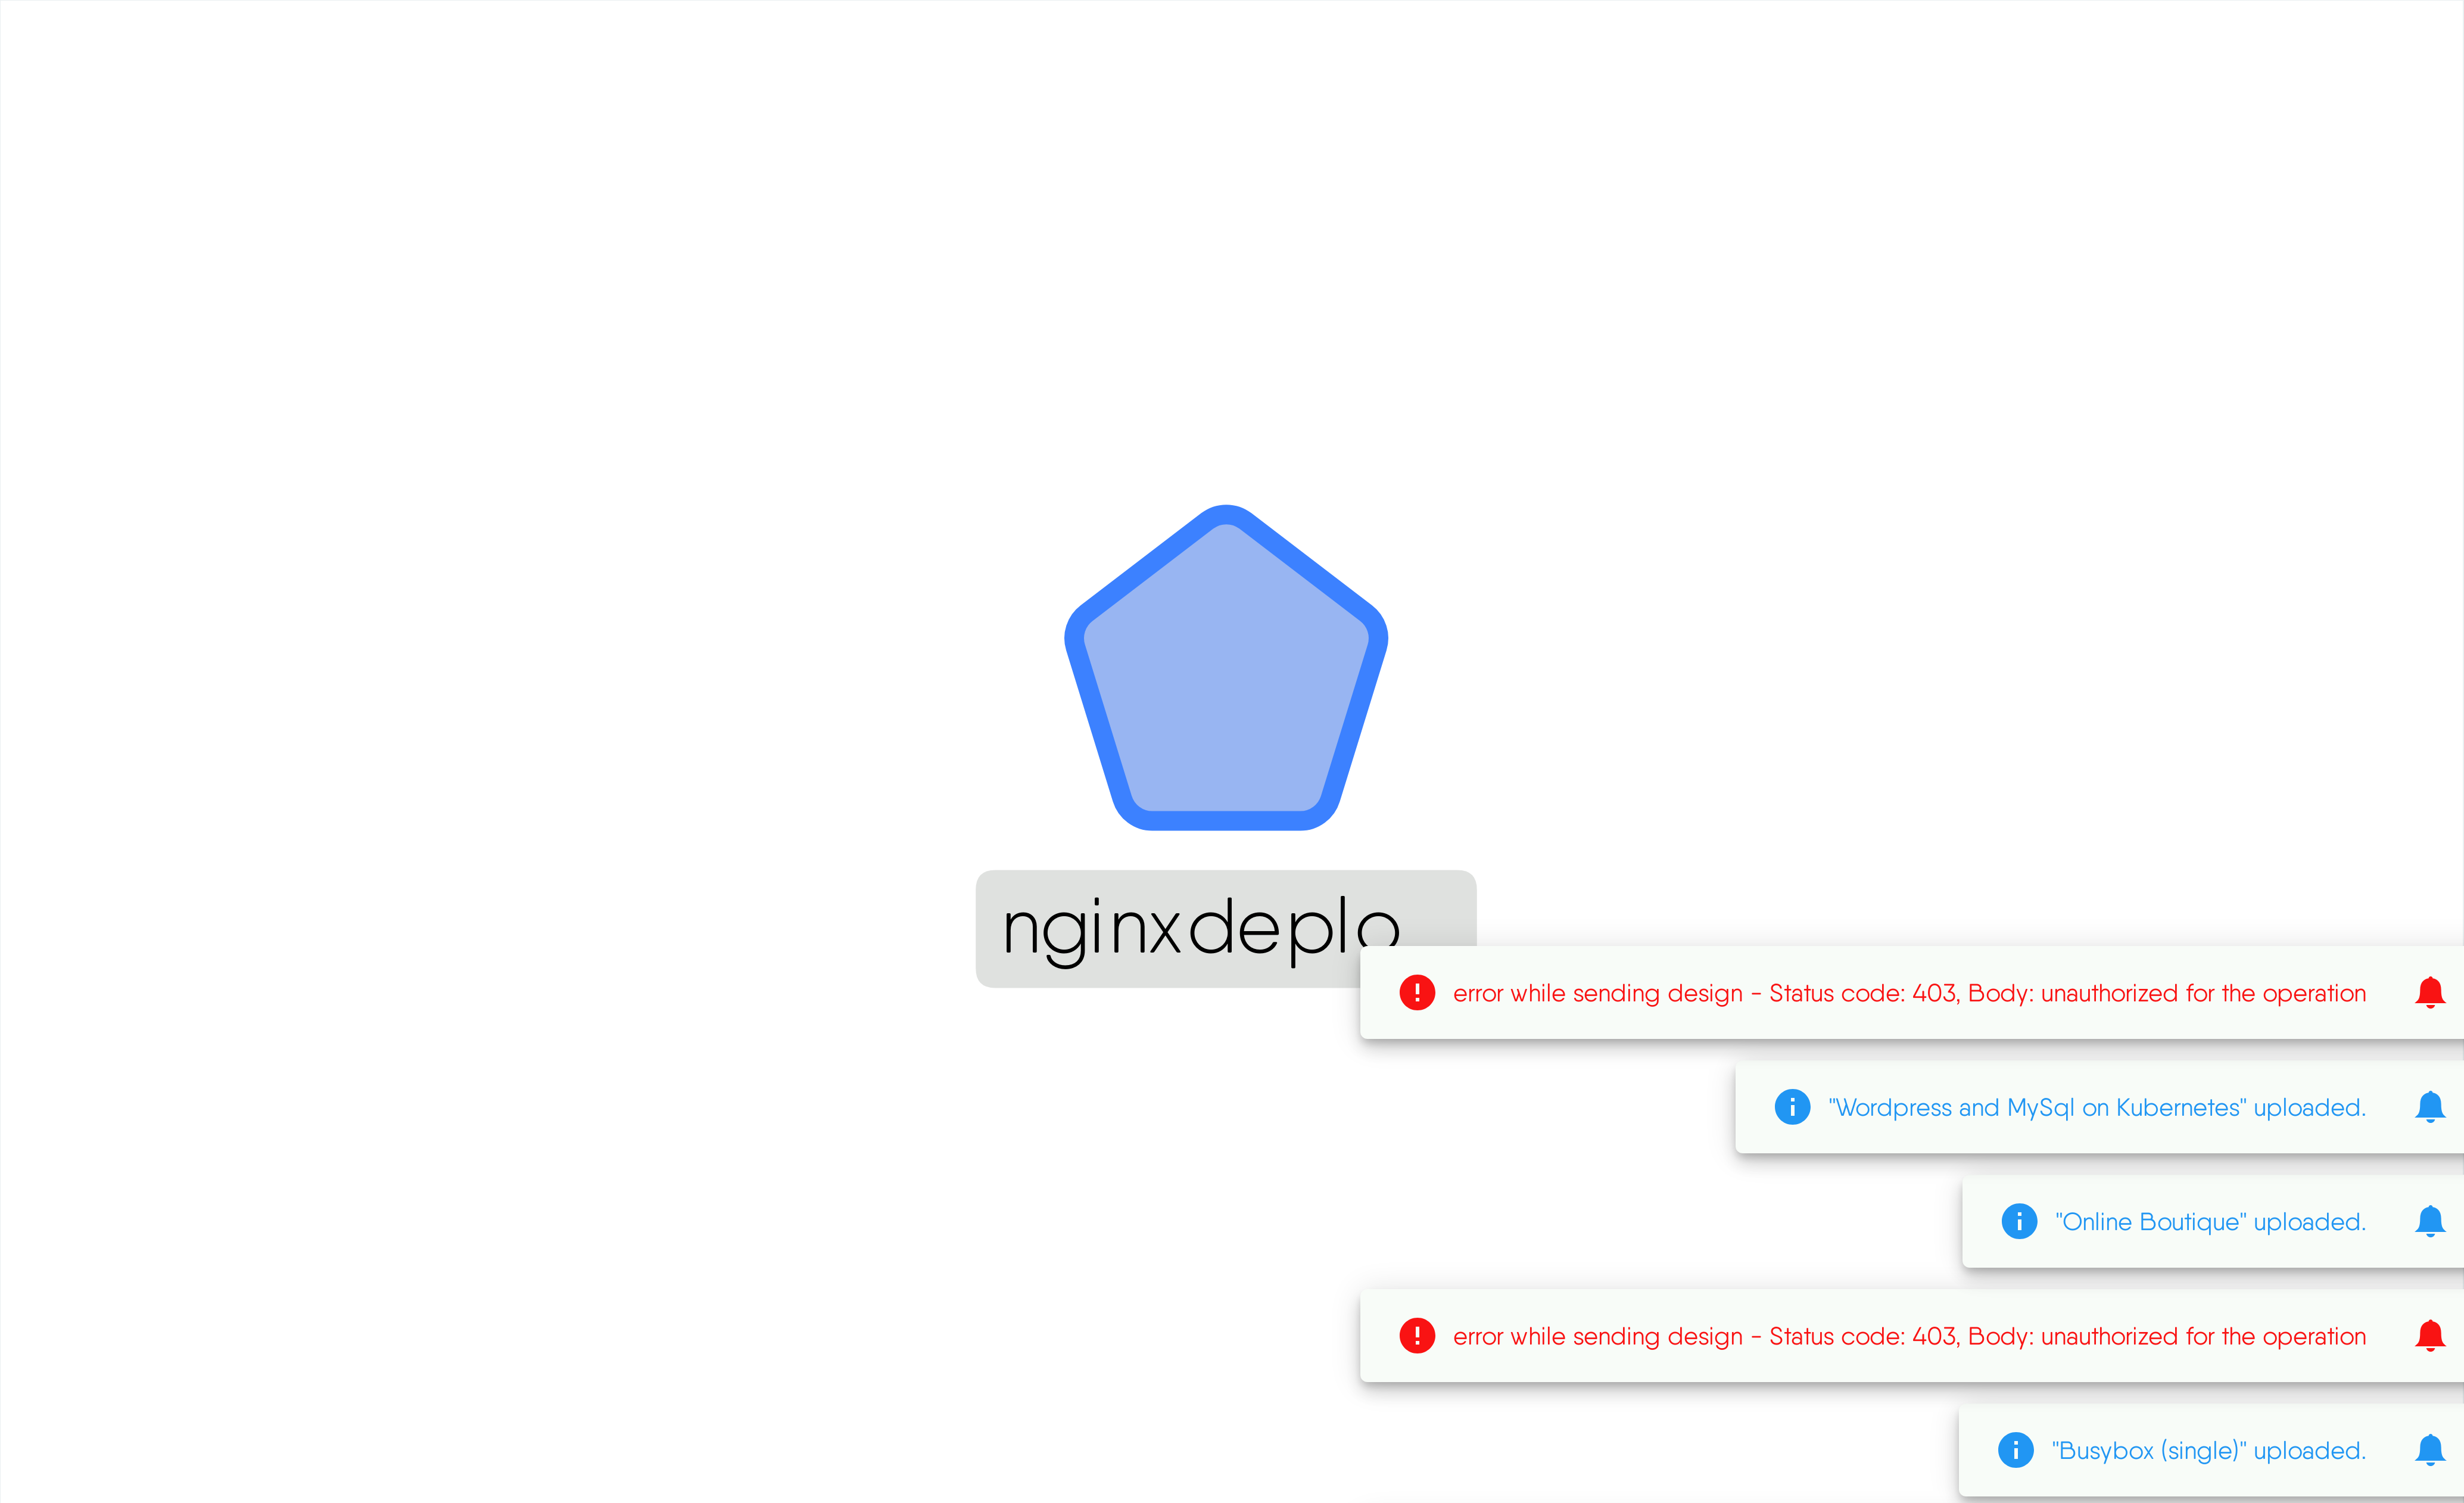 nginxdeplo
error while sending design - Status code: 403, Body: unauthorized for the operation
"Wordpress and MySql on Kubernetes" uploaded.
"Online Boutique" uploaded.
error while sending design - Status code: 403, Body: unauthorized for the operation
"Busybox (single)" uploaded.